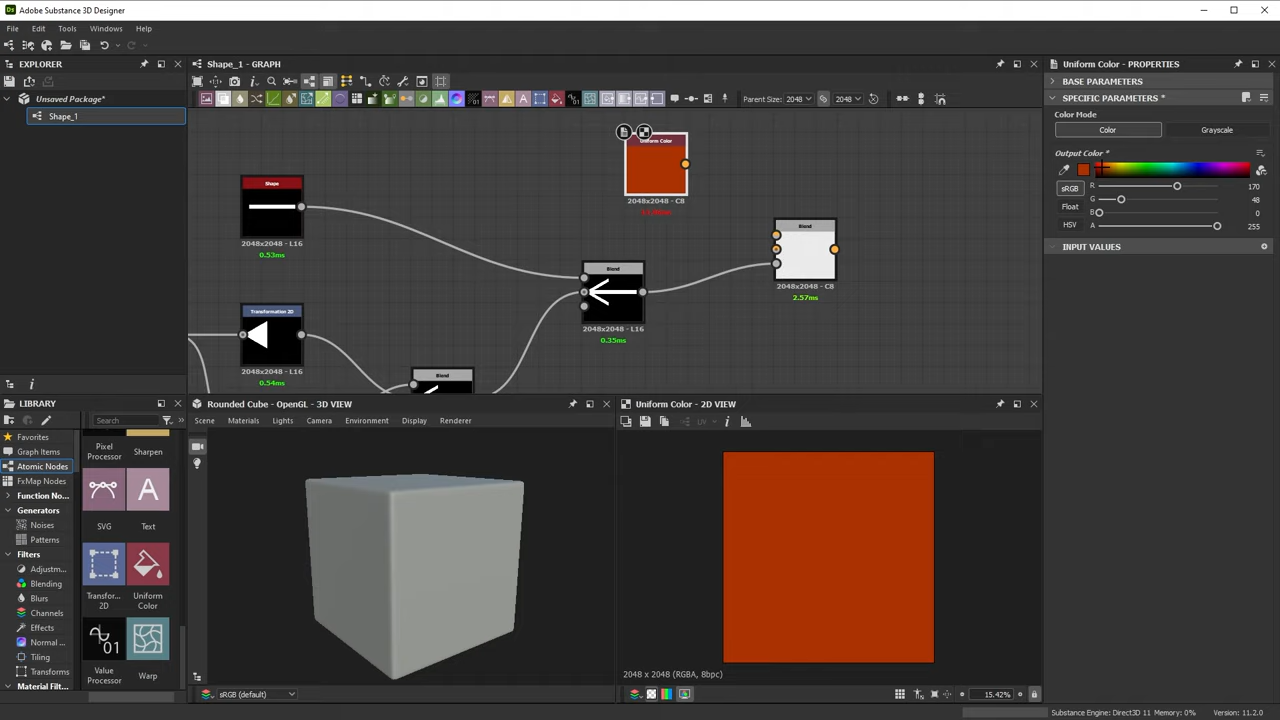 Adobe Substance 3D Designer
File Edit Tools Windows Help
EXPLORER
Unsaved Package*
Shape_1
Shape_1 - GRAPH
Parent Size: 2048 2048
Shape
2048x2048 - L16
0.53ms
Transformation 2D
2048x2048 - L16
0.54ms
Blend
Blend
2048x2048 - L16
0.35ms
Uniform Color
2048x2048 - C8
Blend
2048x2048 - C8
2.57ms
Uniform Color - PROPERTIES
BASE PARAMETERS
SPECIFIC PARAMETERS *
Color Mode
Color Grayscale
Output Color *
sRGB
Float
HSV
R 170
G 48
B 0
A 255
INPUT VALUES
LIBRARY
Search
Favorites
Graph Items
Atomic Nodes
FxMap Nodes
Function No...
Generators
Noises
Patterns
Filters
Adjustm...
Blending
Blurs
Channels
Effects
Normal ...
Tiling
Transforms
Material Filt...
Pixel Processor
Sharpen
SVG
A
Text
Transfor... 2D
Uniform Color
01
Value Processor
Warp
Rounded Cube - OpenGL - 3D VIEW
Scene Materials Lights Camera Environment Display Renderer
sRGB (default)
Uniform Color - 2D VIEW
UV
2048 x 2048 (RGBA, 8bpc)
15.42%
Substance Engine: Direct3D 11 Memory: 0% Version: 11.2.0